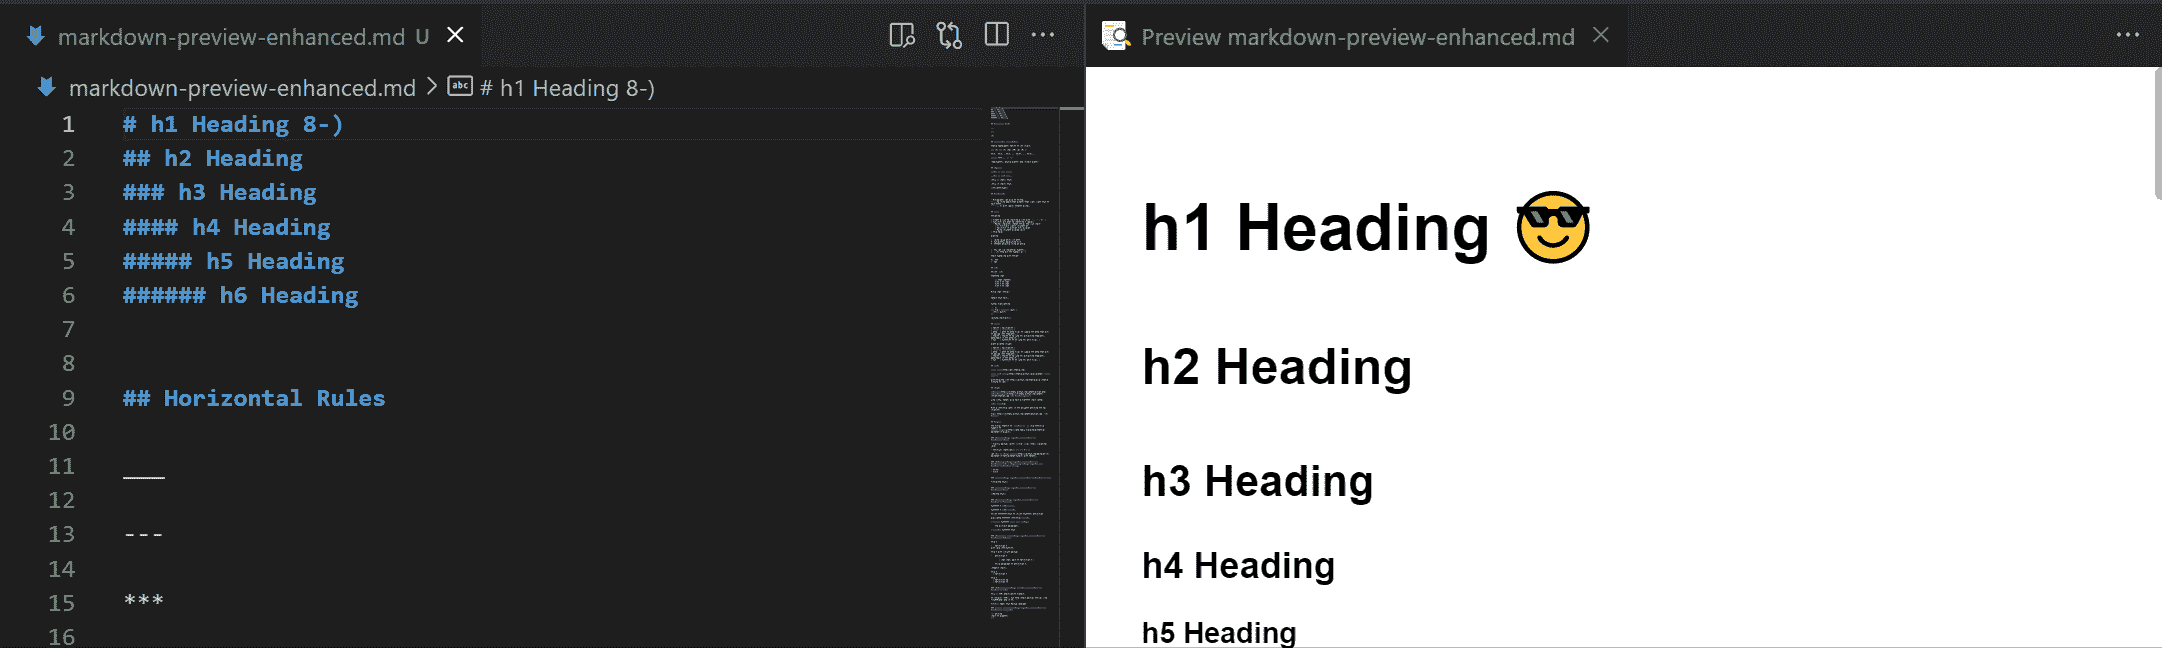 markdown-preview-enhanced.md U
markdown-preview-enhanced.md > abc # h1 Heading 8-)
1 # h1 Heading 8-)
2 ## h2 Heading
3 ### h3 Heading
4 #### h4 Heading
5 ##### h5 Heading
6 ###### h6 Heading
7
8
9 ## Horizontal Rules
10
11 ___
12
13 ---
14
15 ***
16
Preview markdown-preview-enhanced.md
h1 Heading 😎
h2 Heading
h3 Heading
h4 Heading
h5 Heading